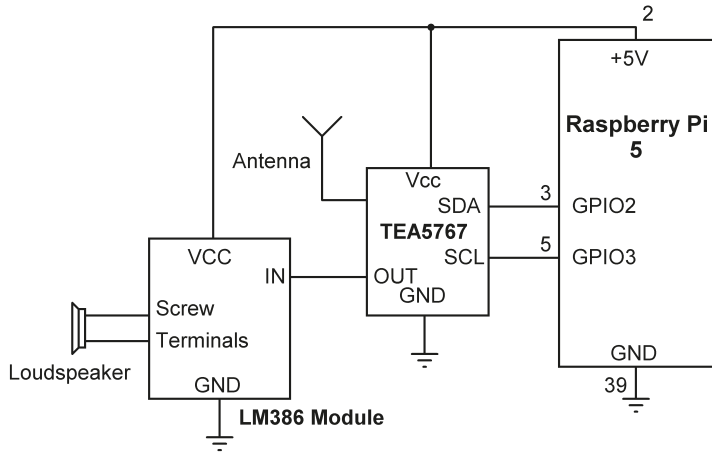 2
+5V
Raspberry Pi
5
Antenna
Vcc
SDA
3
GPIO2
TEA5767
VCC
SCL
5
GPIO3
IN
OUT
GND
Screw
Terminals
Loudspeaker
GND
GND
39
LM386 Module